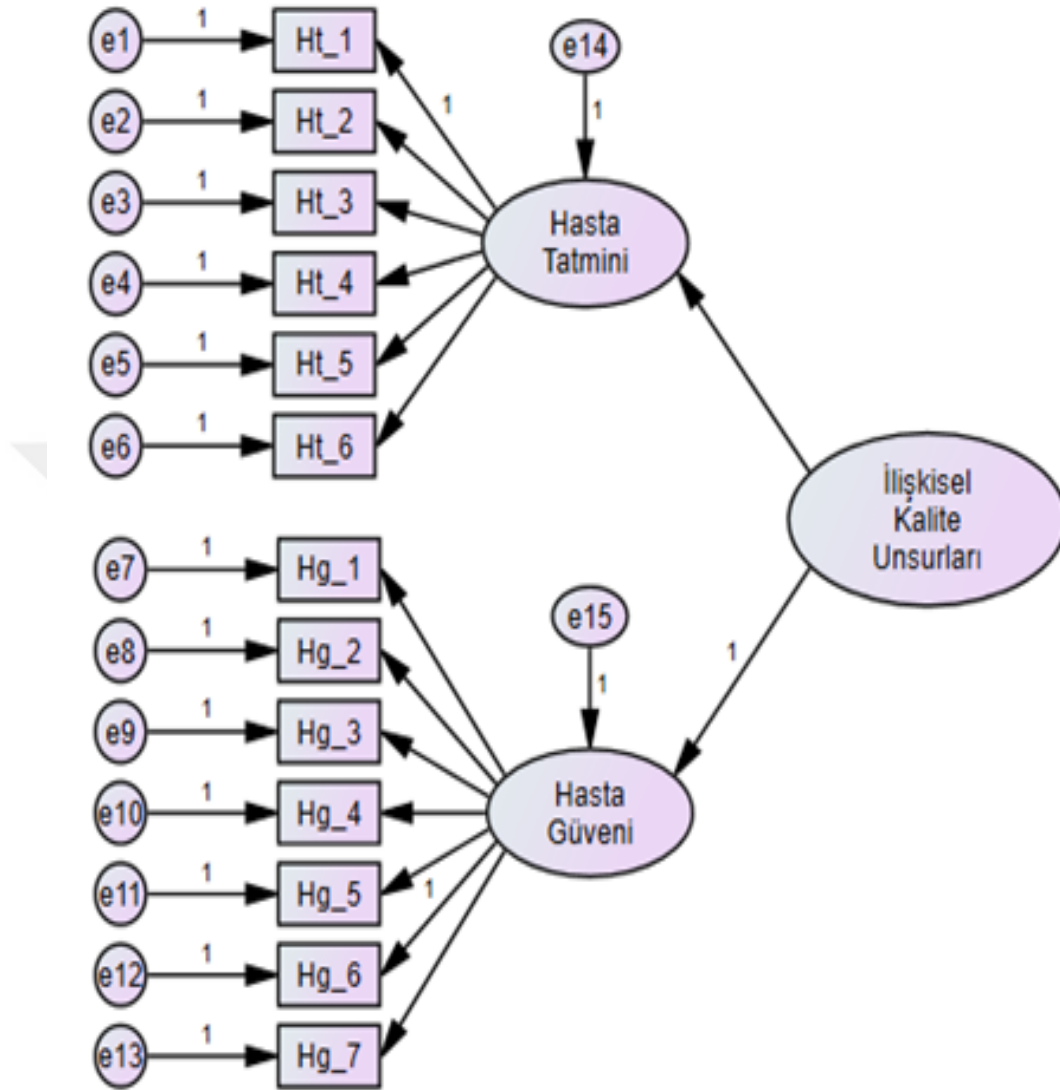 e1
1
Ht_1
e2
1
Ht_2
e3
1
Ht_3
e4
1
Ht_4
e5
1
Ht_5
e6
1
Ht_6
1
e14
1
Hasta
Tatmini
İlişkisel
Kalite
Unsurları
1
e7
1
Hg_1
e8
1
Hg_2
e9
1
Hg_3
e10
1
Hg_4
e11
1
Hg_5
e12
1
Hg_6
e13
1
Hg_7
1
e15
1
Hasta
Güveni